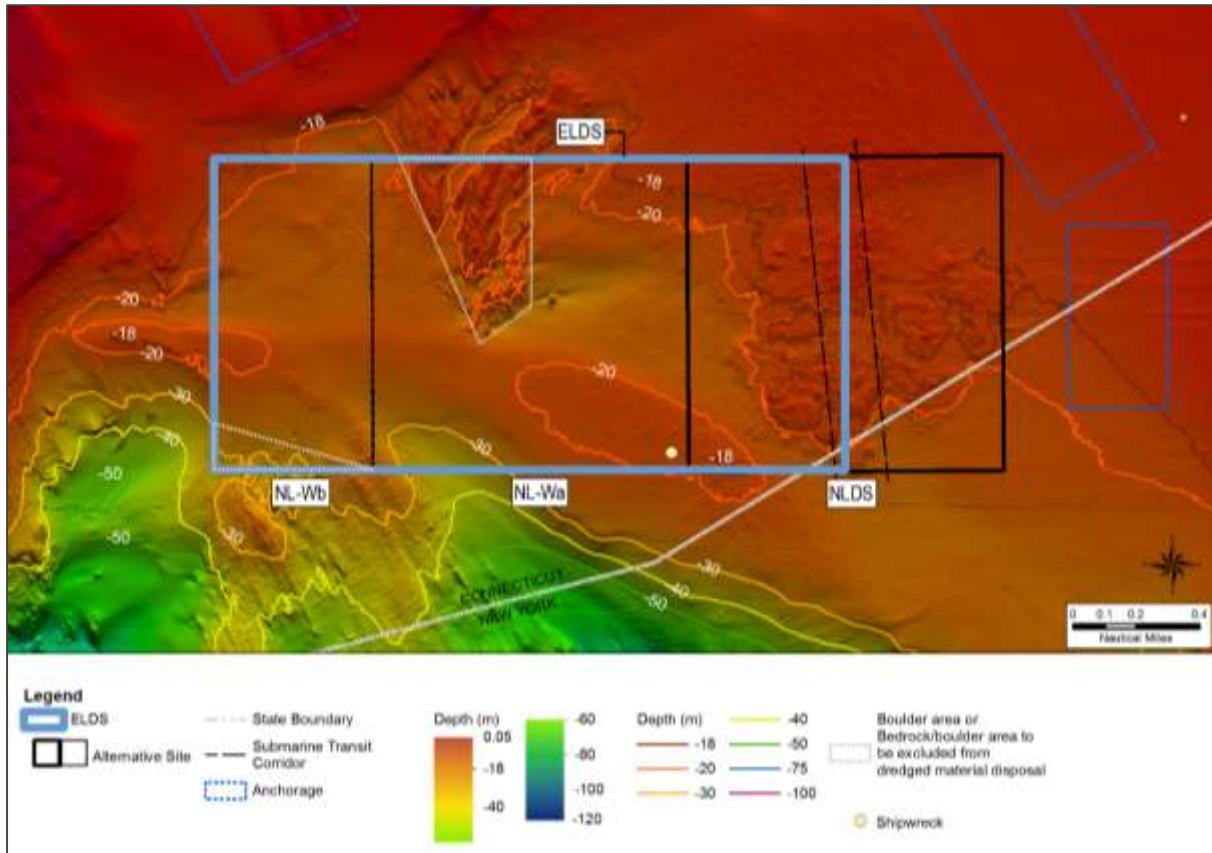 -18
ELDS
-18
-20
-20
-18
-20
-20
-30
-40
-50
-30
-18
NL-Wb
NL-Wa
NLDS
-50
-30
-30
-40
-50
CONNECTICUT
NEW YORK
0 0.1 0.2 0.4
Nautical Miles
Legend
ELDS
Alternative Site
State Boundary
Submarine Transit
Corridor
Anchorage
Depth (m)
0.05
-18
-40
-60
-80
-100
-120
Depth (m)
-18
-20
-30
-40
-50
-75
-100
Boulder area or
Bedrock/boulder area to
be excluded from
dredged material disposal
Shipwreck